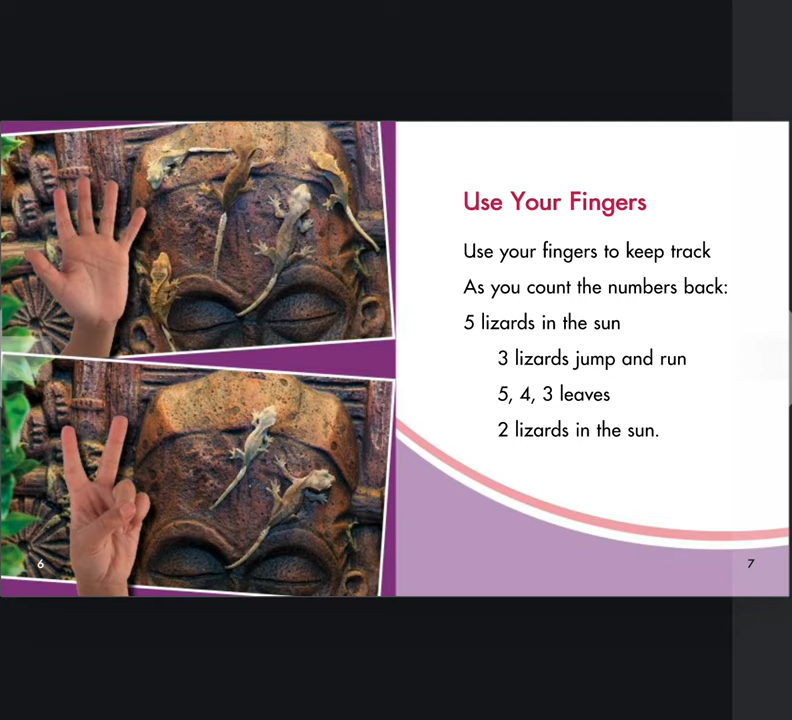 Use Your Fingers
Use your fingers to keep track
As you count the numbers back:
5 lizards in the sun
3 lizards jump and run
5, 4, 3 leaves
2 lizards in the sun.
6
7